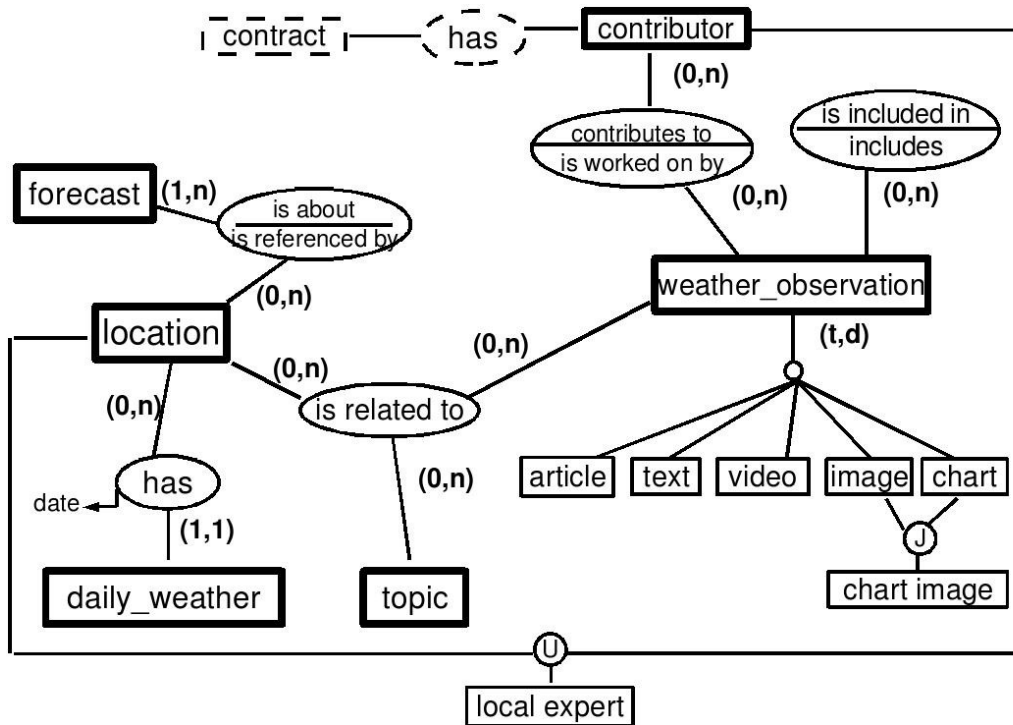 contract
has
contributor
(0,n)
is included in
includes
contributes to
is worked on by
(0,n)
(0,n)
forecast
(1,n)
is about
is referenced by
(0,n)
weather_observation
location
(t,d)
(0,n)
(0,n)
(0,n)
is related to
article
text
video
image
chart
has
(0,n)
date
(1,1)
J
daily_weather
topic
chart image
U
local expert